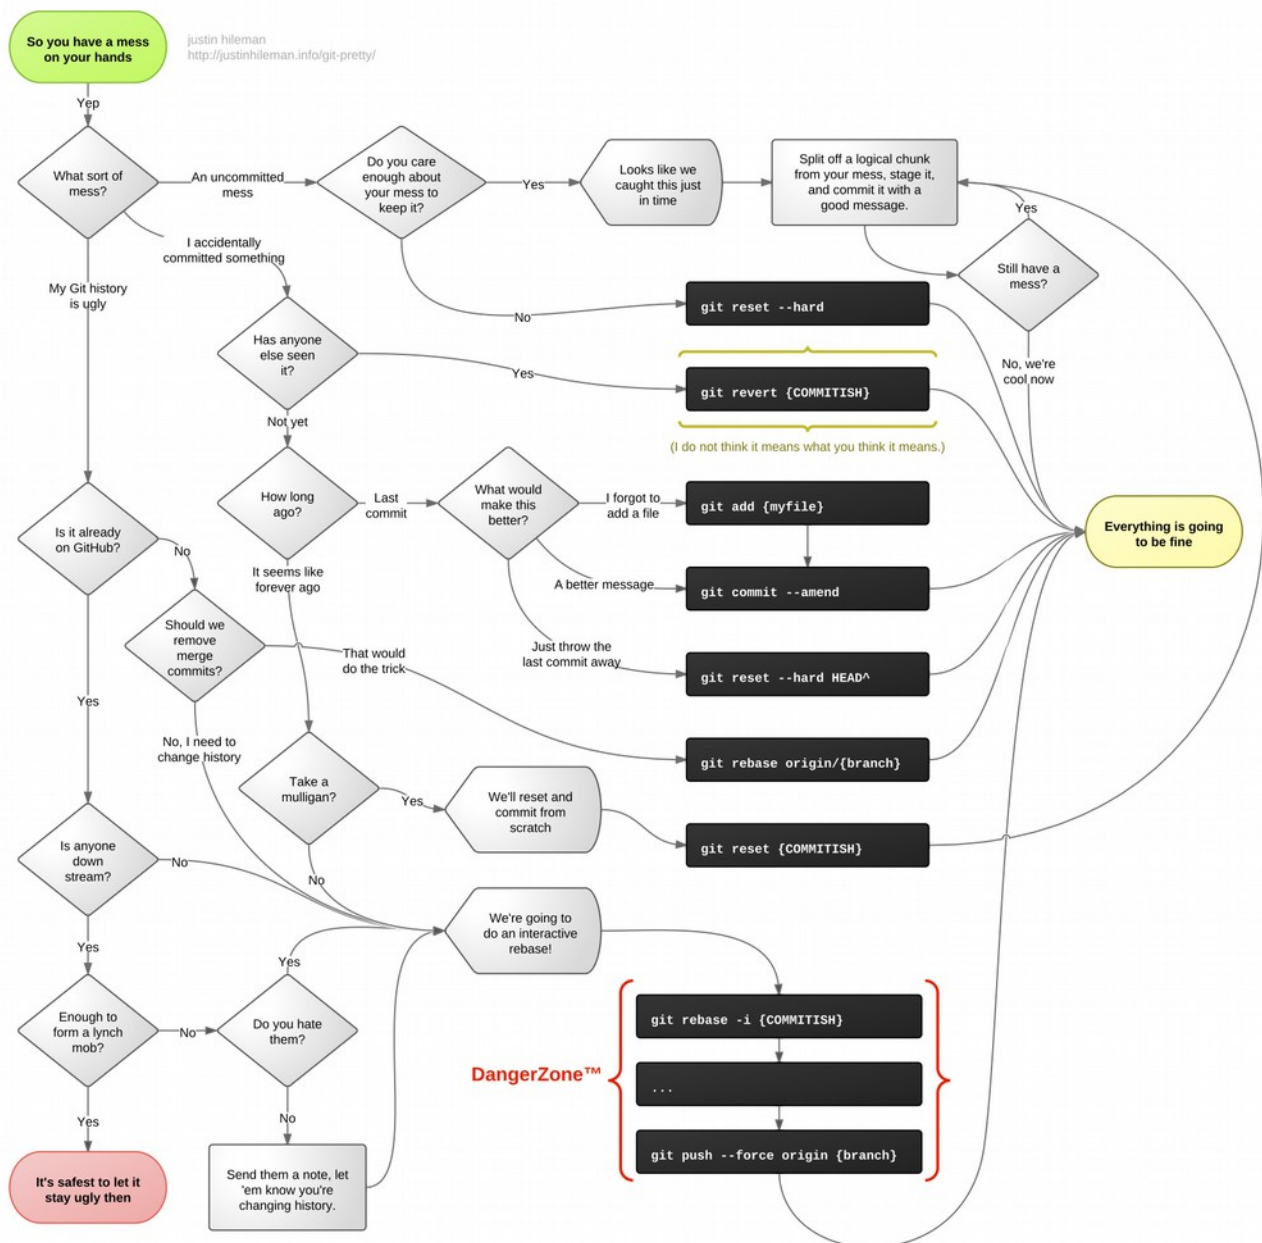 So you have a mess
on your hands
justin hileman
http://justinhileman.info/git-pretty/
Yep
What sort of
mess?
An uncommitted
mess
Do you care
enough about
your mess to
keep it?
Yes
Looks like we
caught this just
in time
Split off a logical chunk
from your mess, stage it,
and commit it with a
good message.
Yes
Still have a
mess?
No, we're
cool now
I accidentally
committed something
My Git history
is ugly
No
git reset --hard
Has anyone
else seen
it?
Yes
git revert {COMMITISH}
(I do not think it means what you think it means.)
Not yet
How long
ago?
Last
commit
What would
make this
better?
I forgot to
add a file
git add {myfile}
Everything is going
to be fine
Is it already
on GitHub?
No
It seems like
forever ago
A better message
git commit --amend
Should we
remove
merge
commits?
That would
do the trick
Just throw the
last commit away
git reset --hard HEAD^
Yes
No, I need to
change history
git rebase origin/{branch}
Take a
mulligan?
Yes
We'll reset and
commit from
scratch
git reset {COMMITISH}
Is anyone
down
stream?
No
No
We're going to
do an interactive
rebase!
Yes
Yes
Enough to
form a lynch
mob?
No
Do you hate
them?
git rebase -i {COMMITISH}
DangerZone™
...
Yes
No
git push --force origin {branch}
It's safest to let it
stay ugly then
Send them a note, let
'em know you're
changing history.